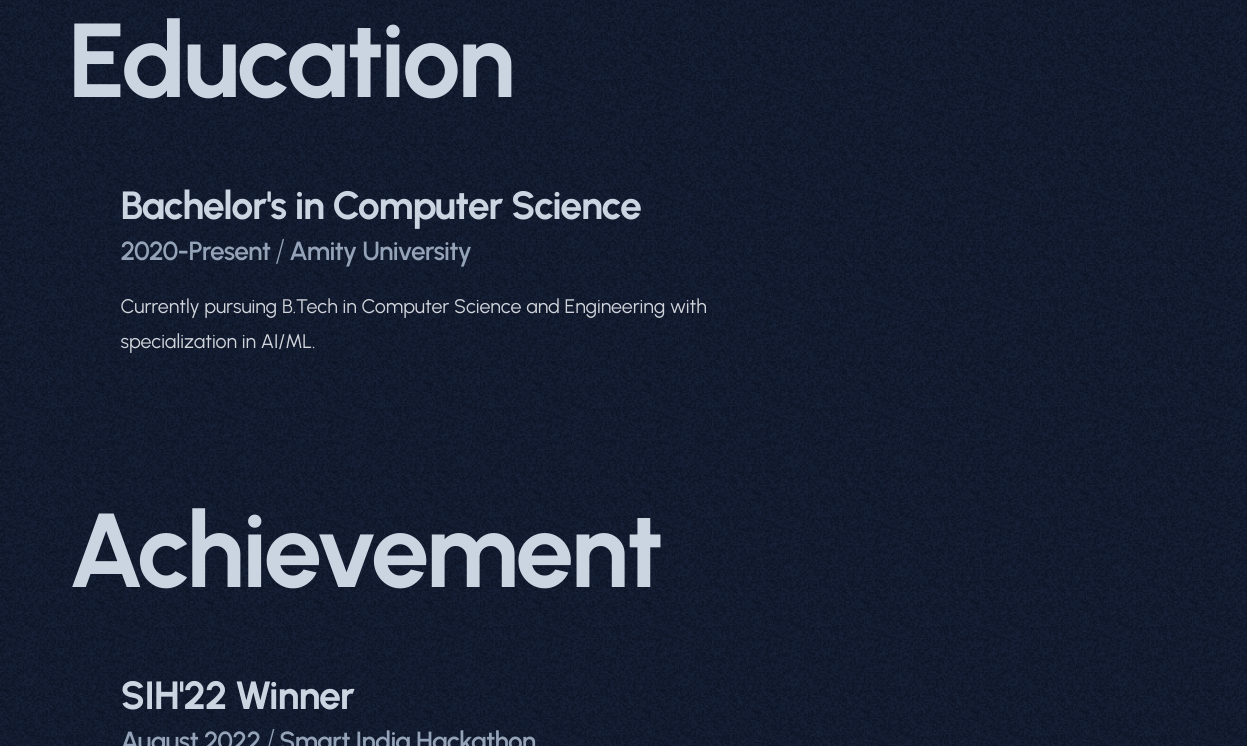 Education
Bachelor's in Computer Science
2020-Present / Amity University
Currently pursuing B.Tech in Computer Science and Engineering with
specialization in AI/ML.
Achievement
SIH'22 Winner
August 2022 / Smart India Hackathon